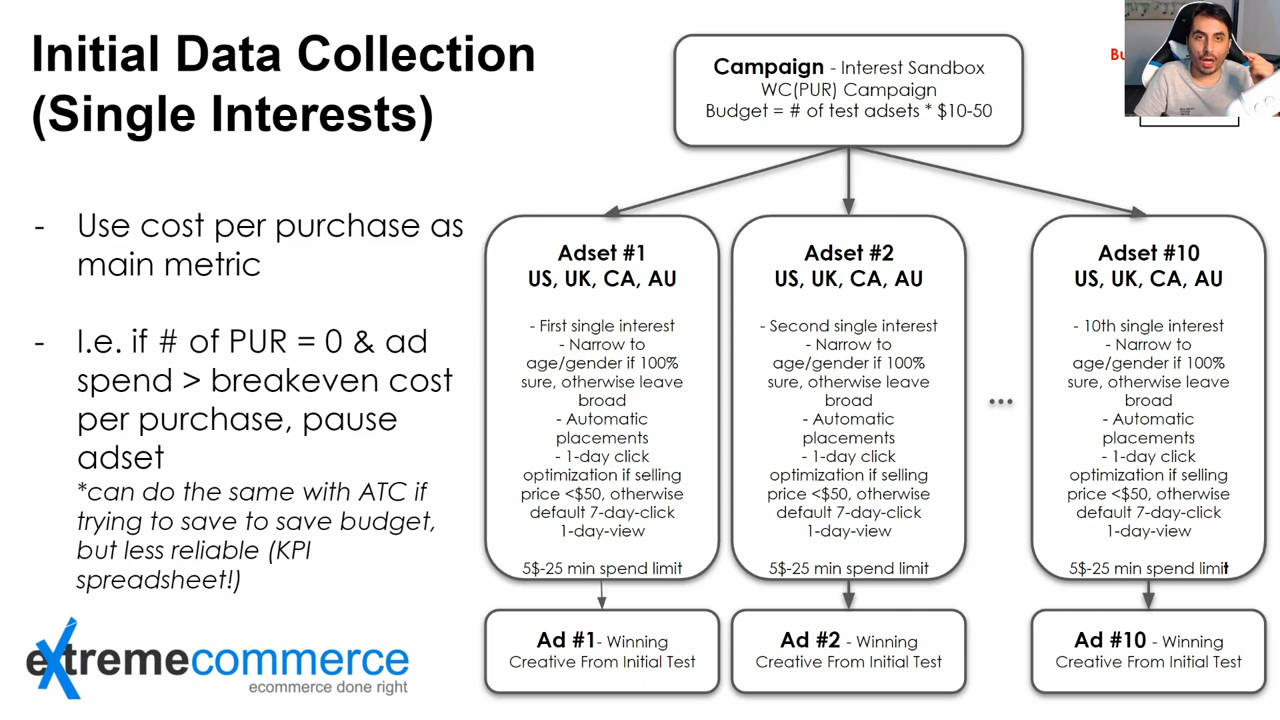 Initial Data Collection
(Single Interests)
- Use cost per purchase as
main metric
- I.e. if # of PUR = 0 & ad
spend > breakeven cost
per purchase, pause
adset
*can do the same with ATC if
trying to save to save budget,
but less reliable (KPI
spreadsheet!)
extremecommerce
ecommerce done right
Campaign - Interest Sandbox
WC(PUR) Campaign
Budget = # of test adsets * $10-50
Adset #1
US, UK, CA, AU
- First single interest
- Narrow to
age/gender if 100%
sure, otherwise leave
broad
- Automatic
placements
- 1-day click
optimization if selling
price <$50, otherwise
default 7-day-click
1-day-view
5$-25 min spend limit
Ad #1- Winning
Creative From Initial Test
Adset #2
US, UK, CA, AU
- Second single interest
- Narrow to
age/gender if 100%
sure, otherwise leave
broad
- Automatic
placements
- 1-day click
optimization if selling
price <$50, otherwise
default 7-day-click
1-day-view
5$-25 min spend limit
Ad #2 - Winning
Creative From Initial Test
...
Adset #10
US, UK, CA, AU
- 10th single interest
- Narrow to
age/gender if 100%
sure, otherwise leave
broad
- Automatic
placements
- 1-day click
optimization if selling
price <$50, otherwise
default 7-day-click
1-day-view
5$-25 min spend limit
Ad #10 - Winning
Creative From Initial Test